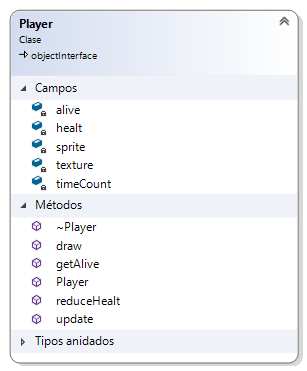 Player
Clase
objectInterface
Campos
alive
healt
sprite
texture
timeCount
Métodos
~Player
draw
getAlive
Player
reduceHealt
update
Tipos anidados